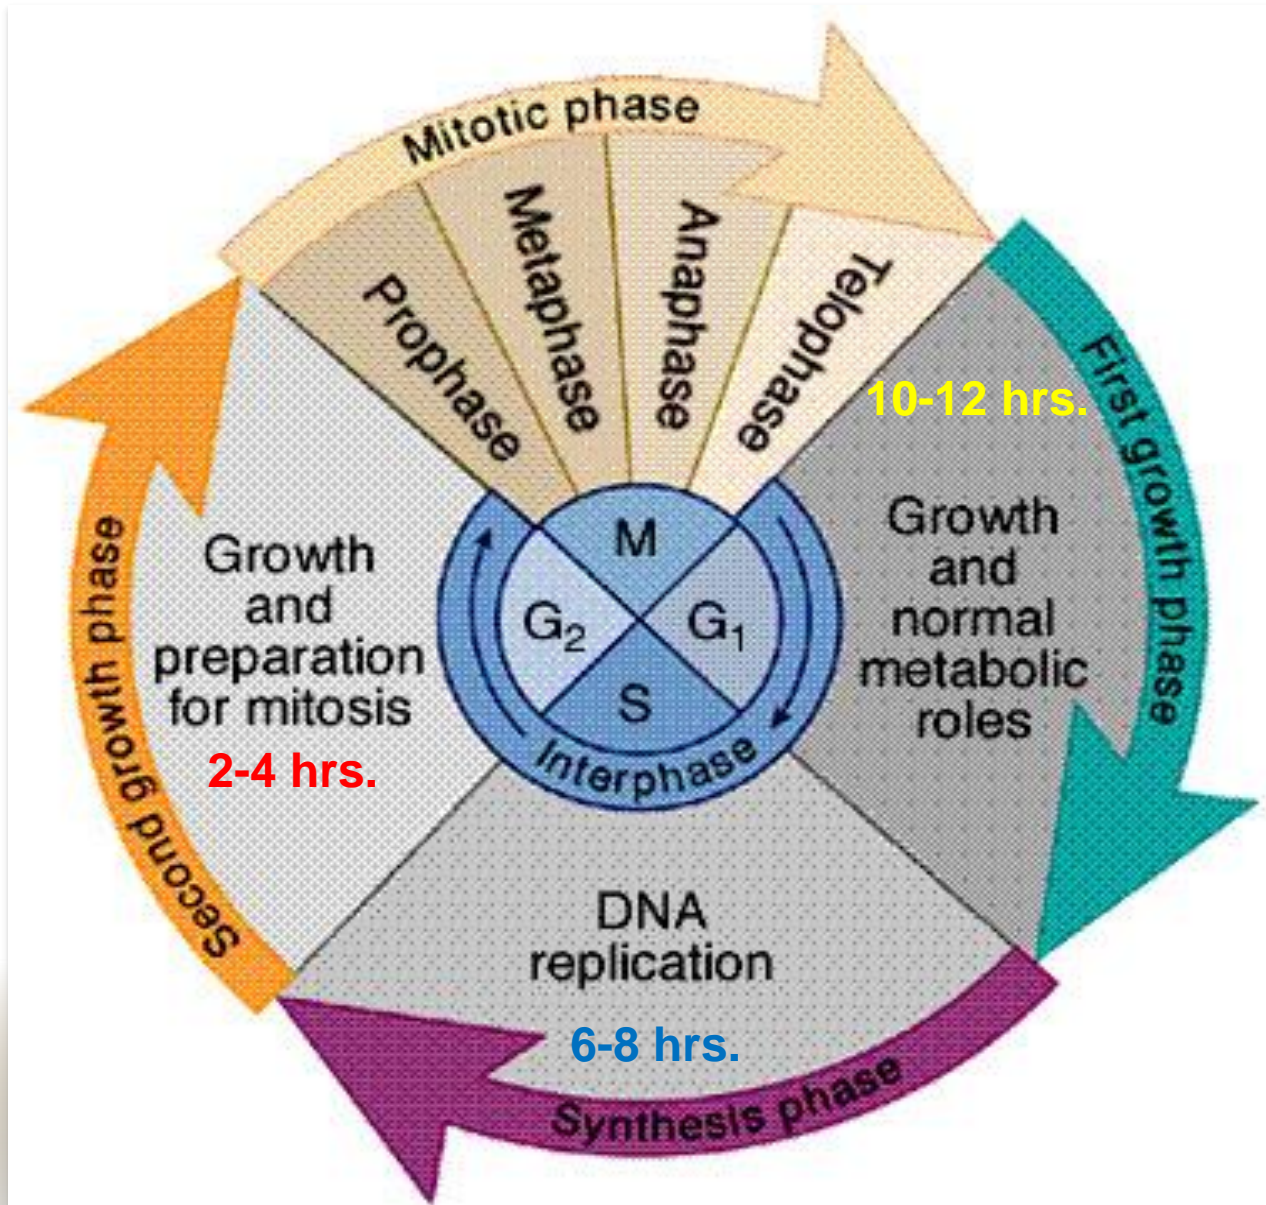 Mitotic phase
Prophase
Metaphase
Anaphase
Telophase
10-12 hrs.
First growth phase
Growth
and
normal
metabolic
roles
M
G₂
G₁
S
Interphase
Growth
and
preparation
for mitosis
2-4 hrs.
Second growth phase
DNA
replication
6-8 hrs.
Synthesis phase